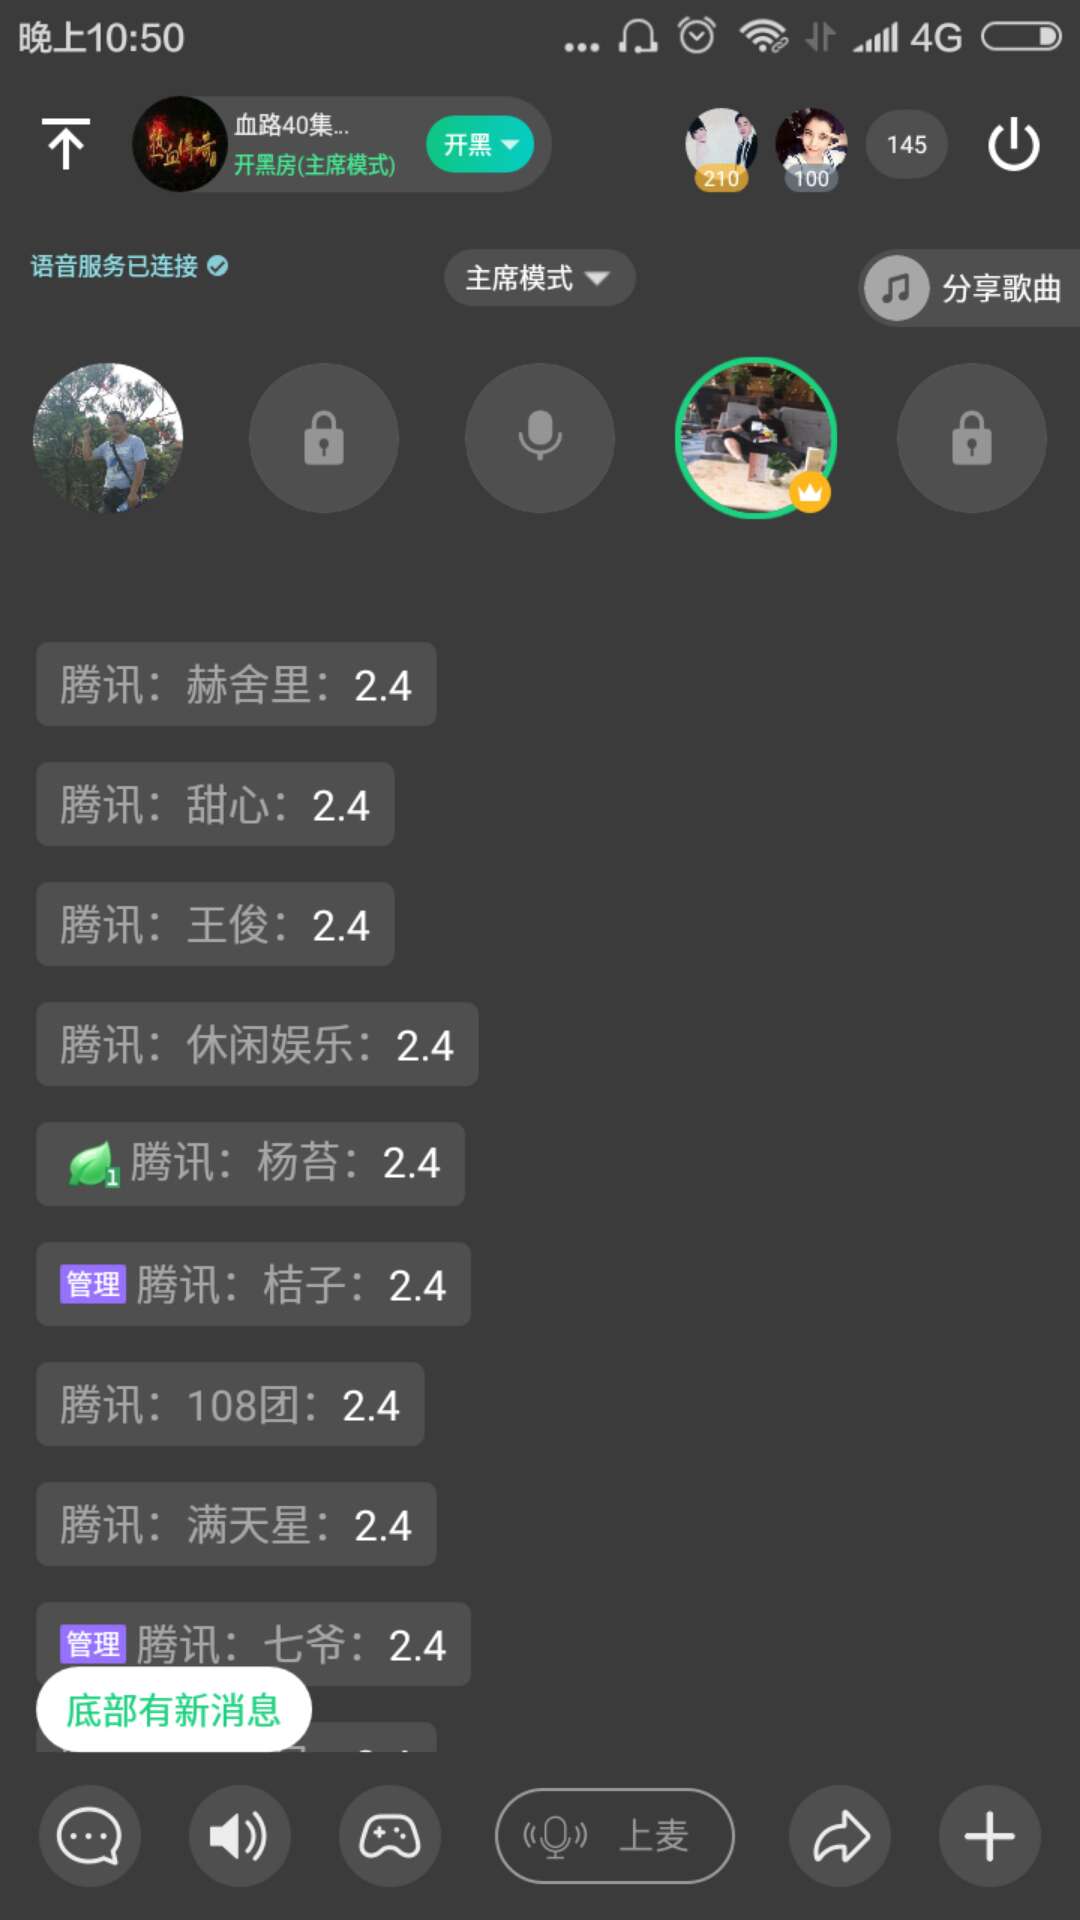 晚上10:50
4G
热血传奇
血路40集...
开黑房(主席模式)
开黑
210
100
145
语音服务已连接
主席模式
分享歌曲
腾讯：赫舍里：2.4
腾讯：甜心：2.4
腾讯：王俊：2.4
腾讯：休闲娱乐：2.4
1 腾讯：杨苔：2.4
管理 腾讯：桔子：2.4
腾讯：108团：2.4
腾讯：满天星：2.4
管理 腾讯：七爷：2.4
底部有新消息
上麦